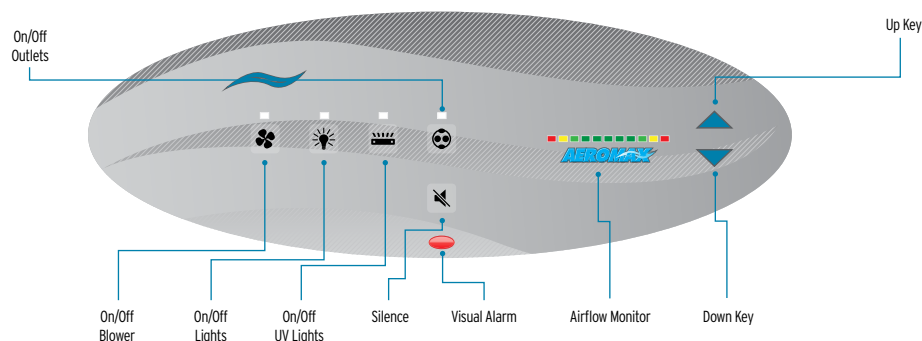 On/Off
Outlets
Up Key
AEROMAX
On/Off
Blower
On/Off
Lights
On/Off
UV Lights
Silence
Visual Alarm
Airflow Monitor
Down Key